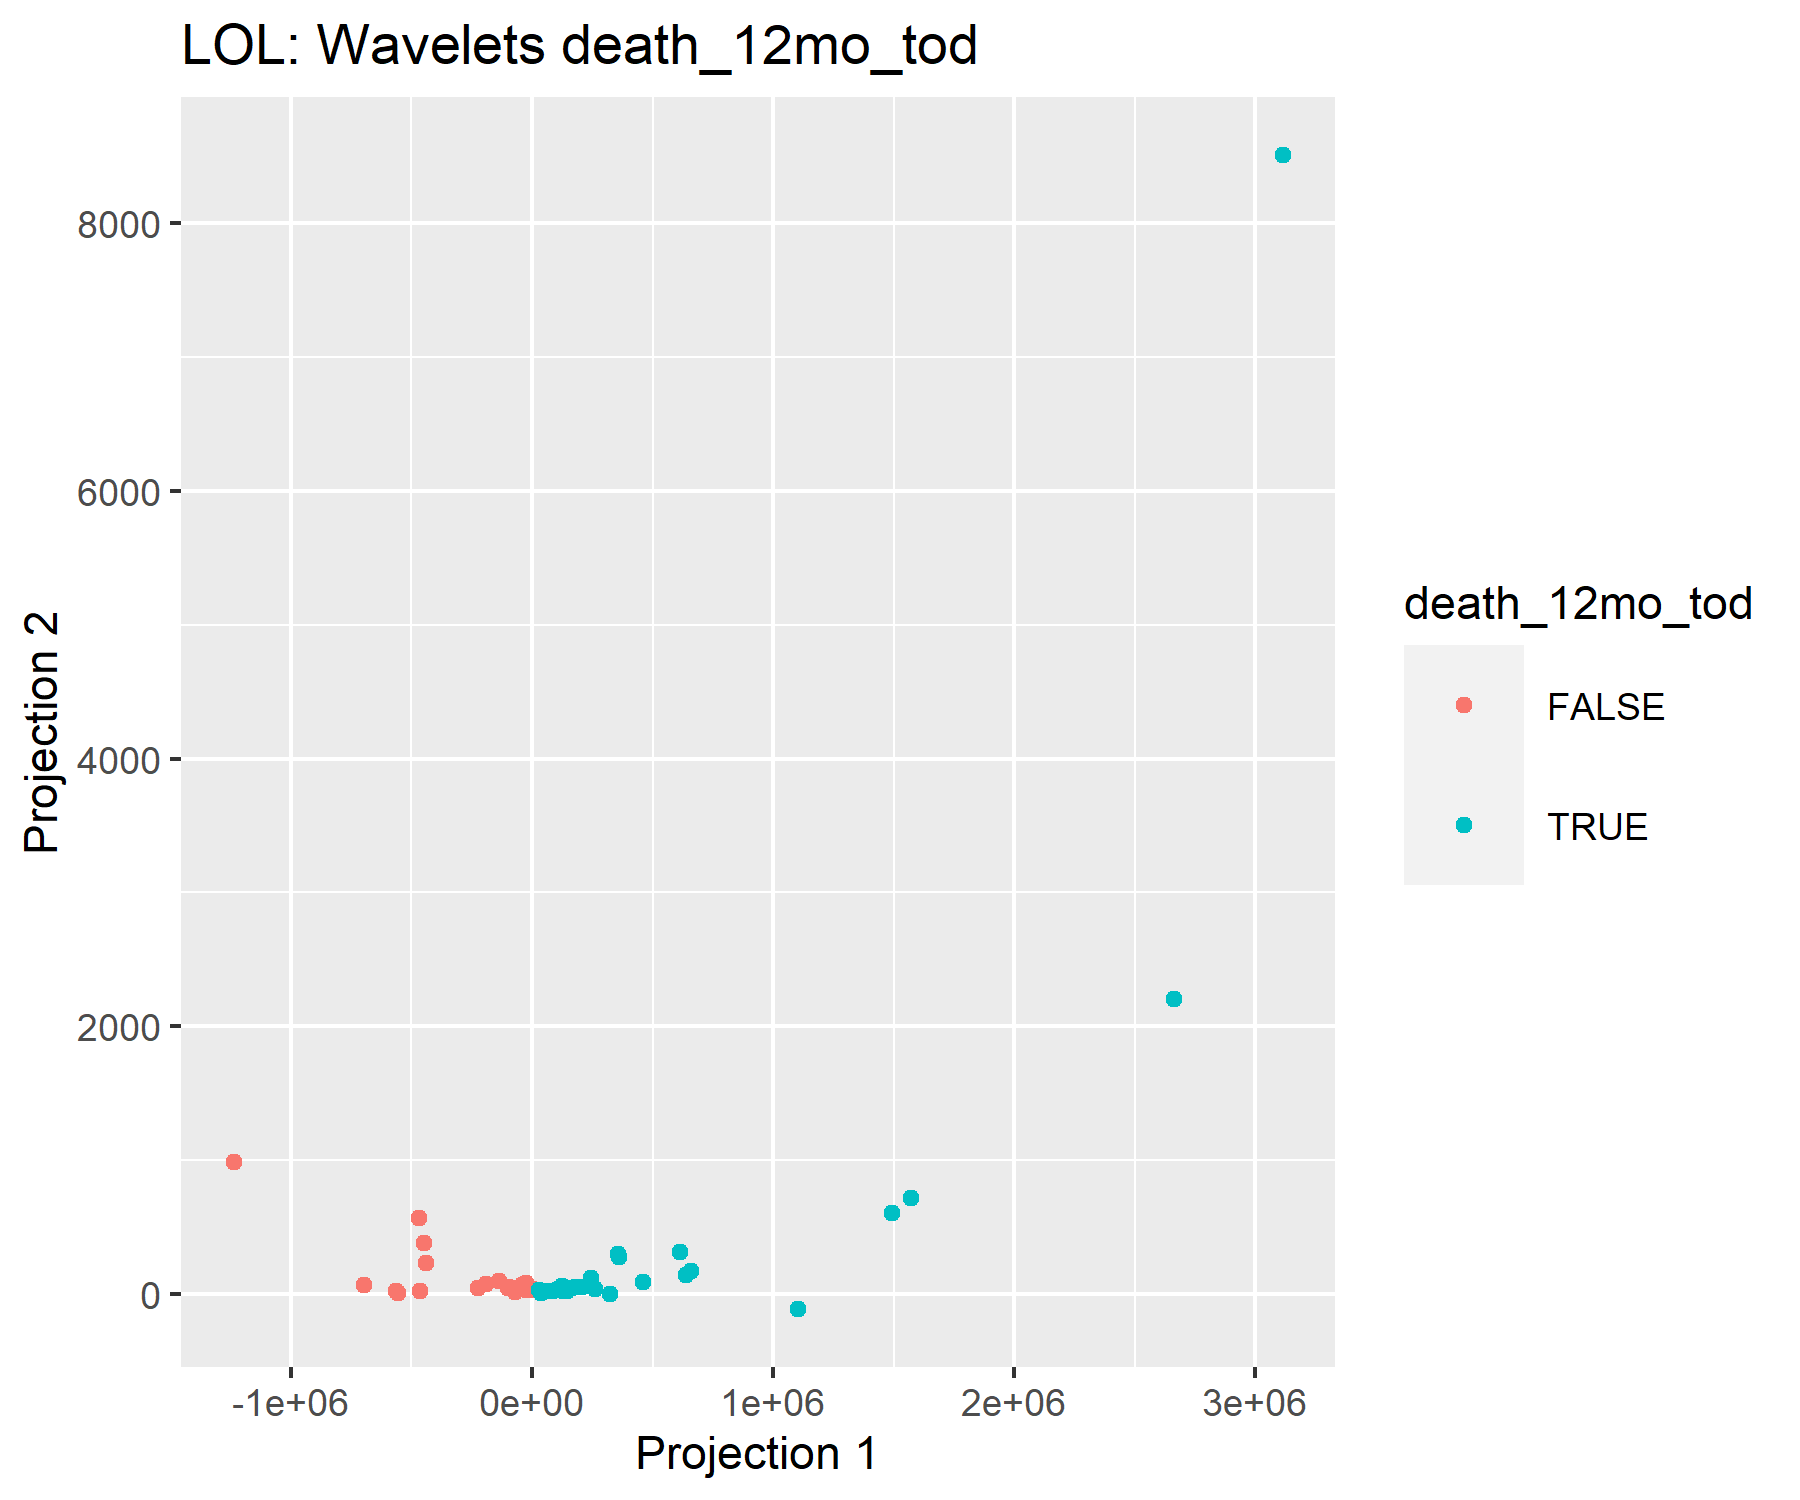 LOL: Wavelets death_12mo_tod
8000
6000
4000
2000
0
Projection 2
-1e+06
0e+00
1e+06
2e+06
3e+06
Projection 1
death_12mo_tod
FALSE
TRUE